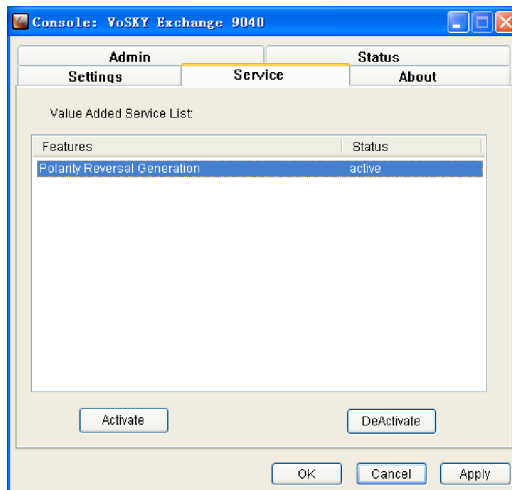 Console: VoSKY Exchange 9040
Admin Status
Settings Service About
Value Added Service List:
Features Status
Polarity Reversal Generation active
Activate DeActivate
OK Cancel Apply